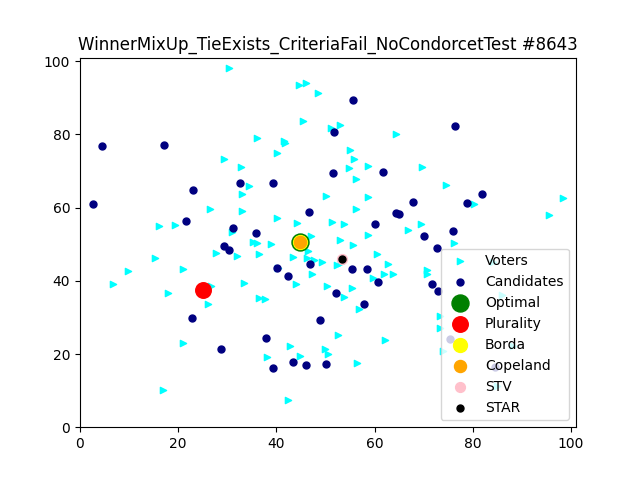 WinnerMixUp_TieExists_CriteriaFail_NoCondorcetTest #8643
100
80
60
40
20
0
0 20 40 60 80 100
Voters
Candidates
Optimal
Plurality
Borda
Copeland
STV
STAR